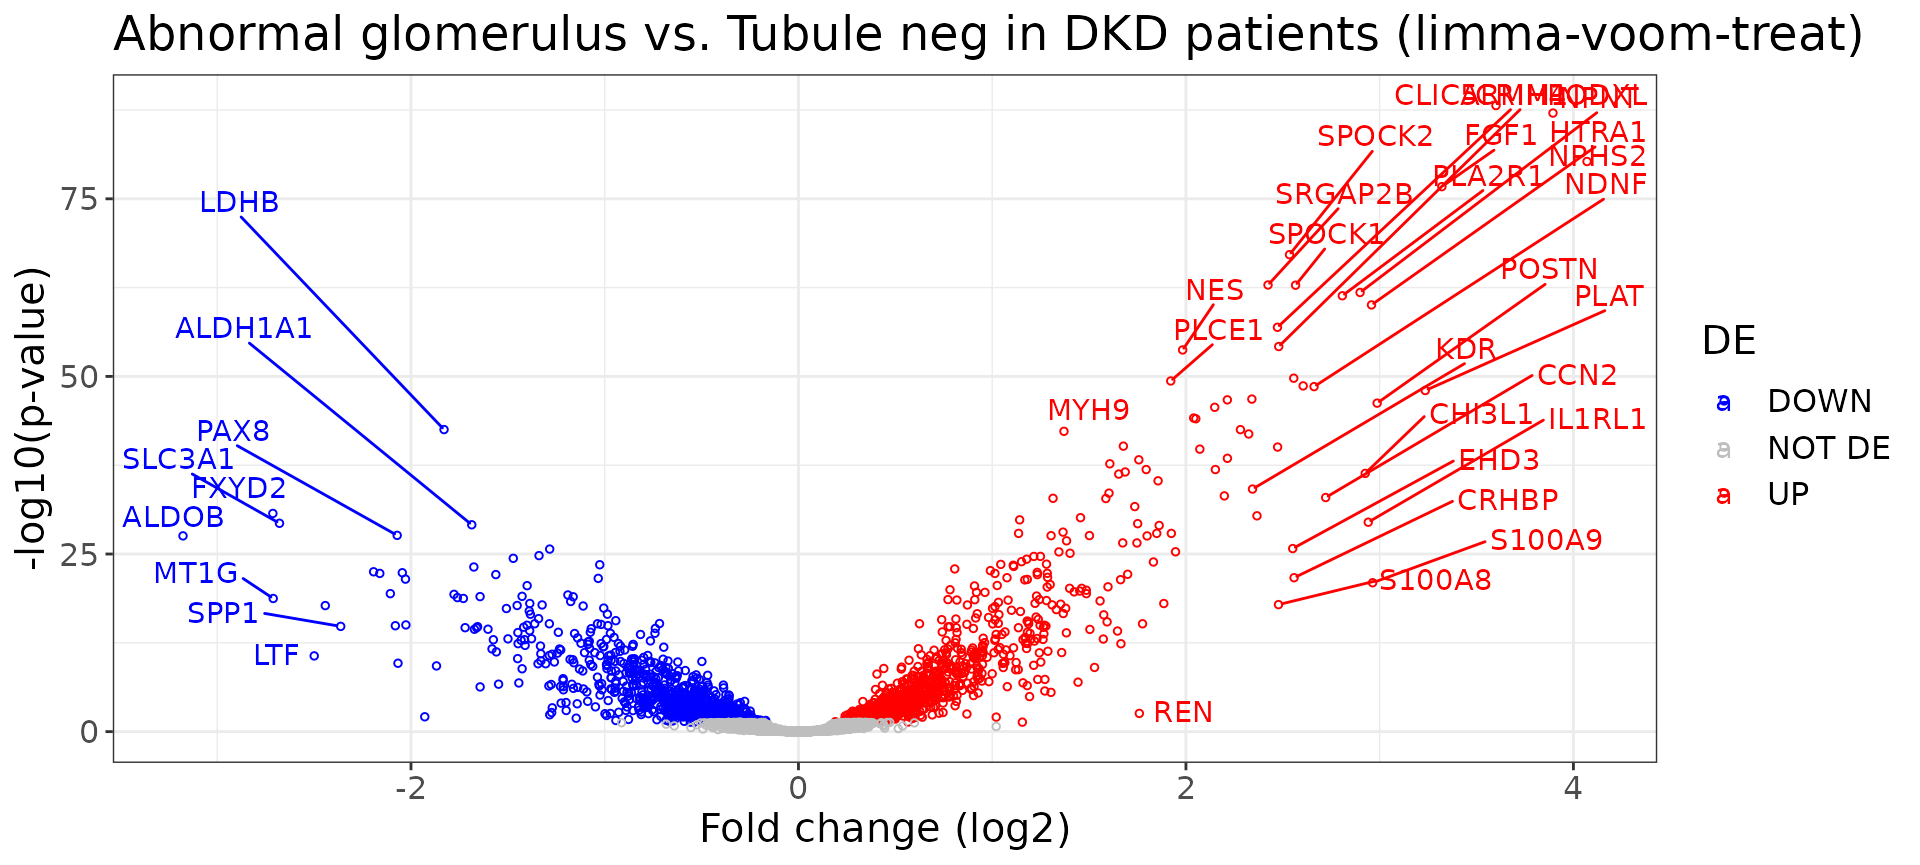 Abnormal glomerulus vs. Tubule neg in DKD patients (limma-voom-treat)
-log10(p-value)
75
50
25
0
-2
0
2
4
Fold change (log2)
LDHB
ALDH1A1
PAX8
SLC3A1
FXYD2
ALDOB
MT1G
SPP1
LTF
CLIC5
PODXL
NPNT
SPOCK2
FGF1
HTRA1
NPHS2
PLA2R1
NDNF
SRGAP2B
SPOCK1
POSTN
NES
PLAT
PLCE1
KDR
CCN2
MYH9
CHI3L1
IL1RL1
EHD3
CRHBP
S100A9
S100A8
REN
DE
a DOWN
a NOT DE
a UP